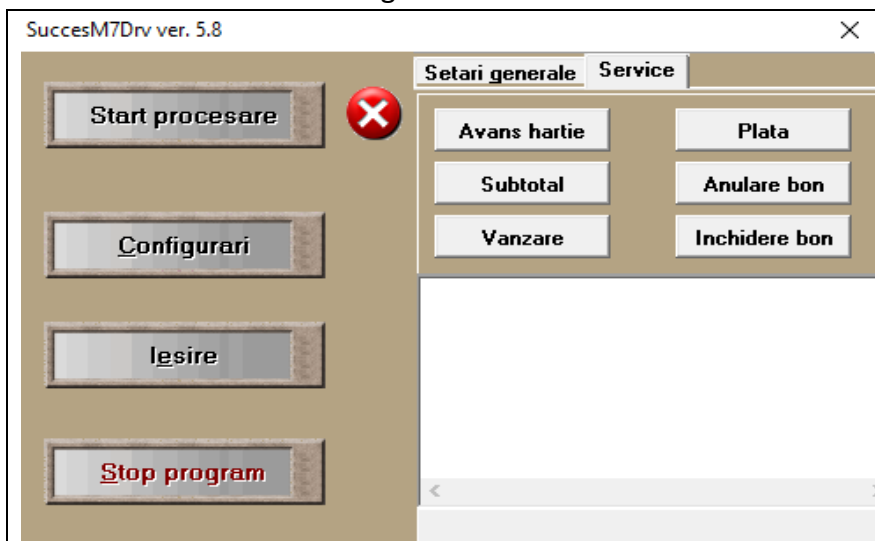 SuccesM7Drv ver. 5.8
Start procesare
Configurari
Iesire
Stop program
Setari generale
Service
Avans hartie
Plata
Subtotal
Anulare bon
Vanzare
Inchidere bon